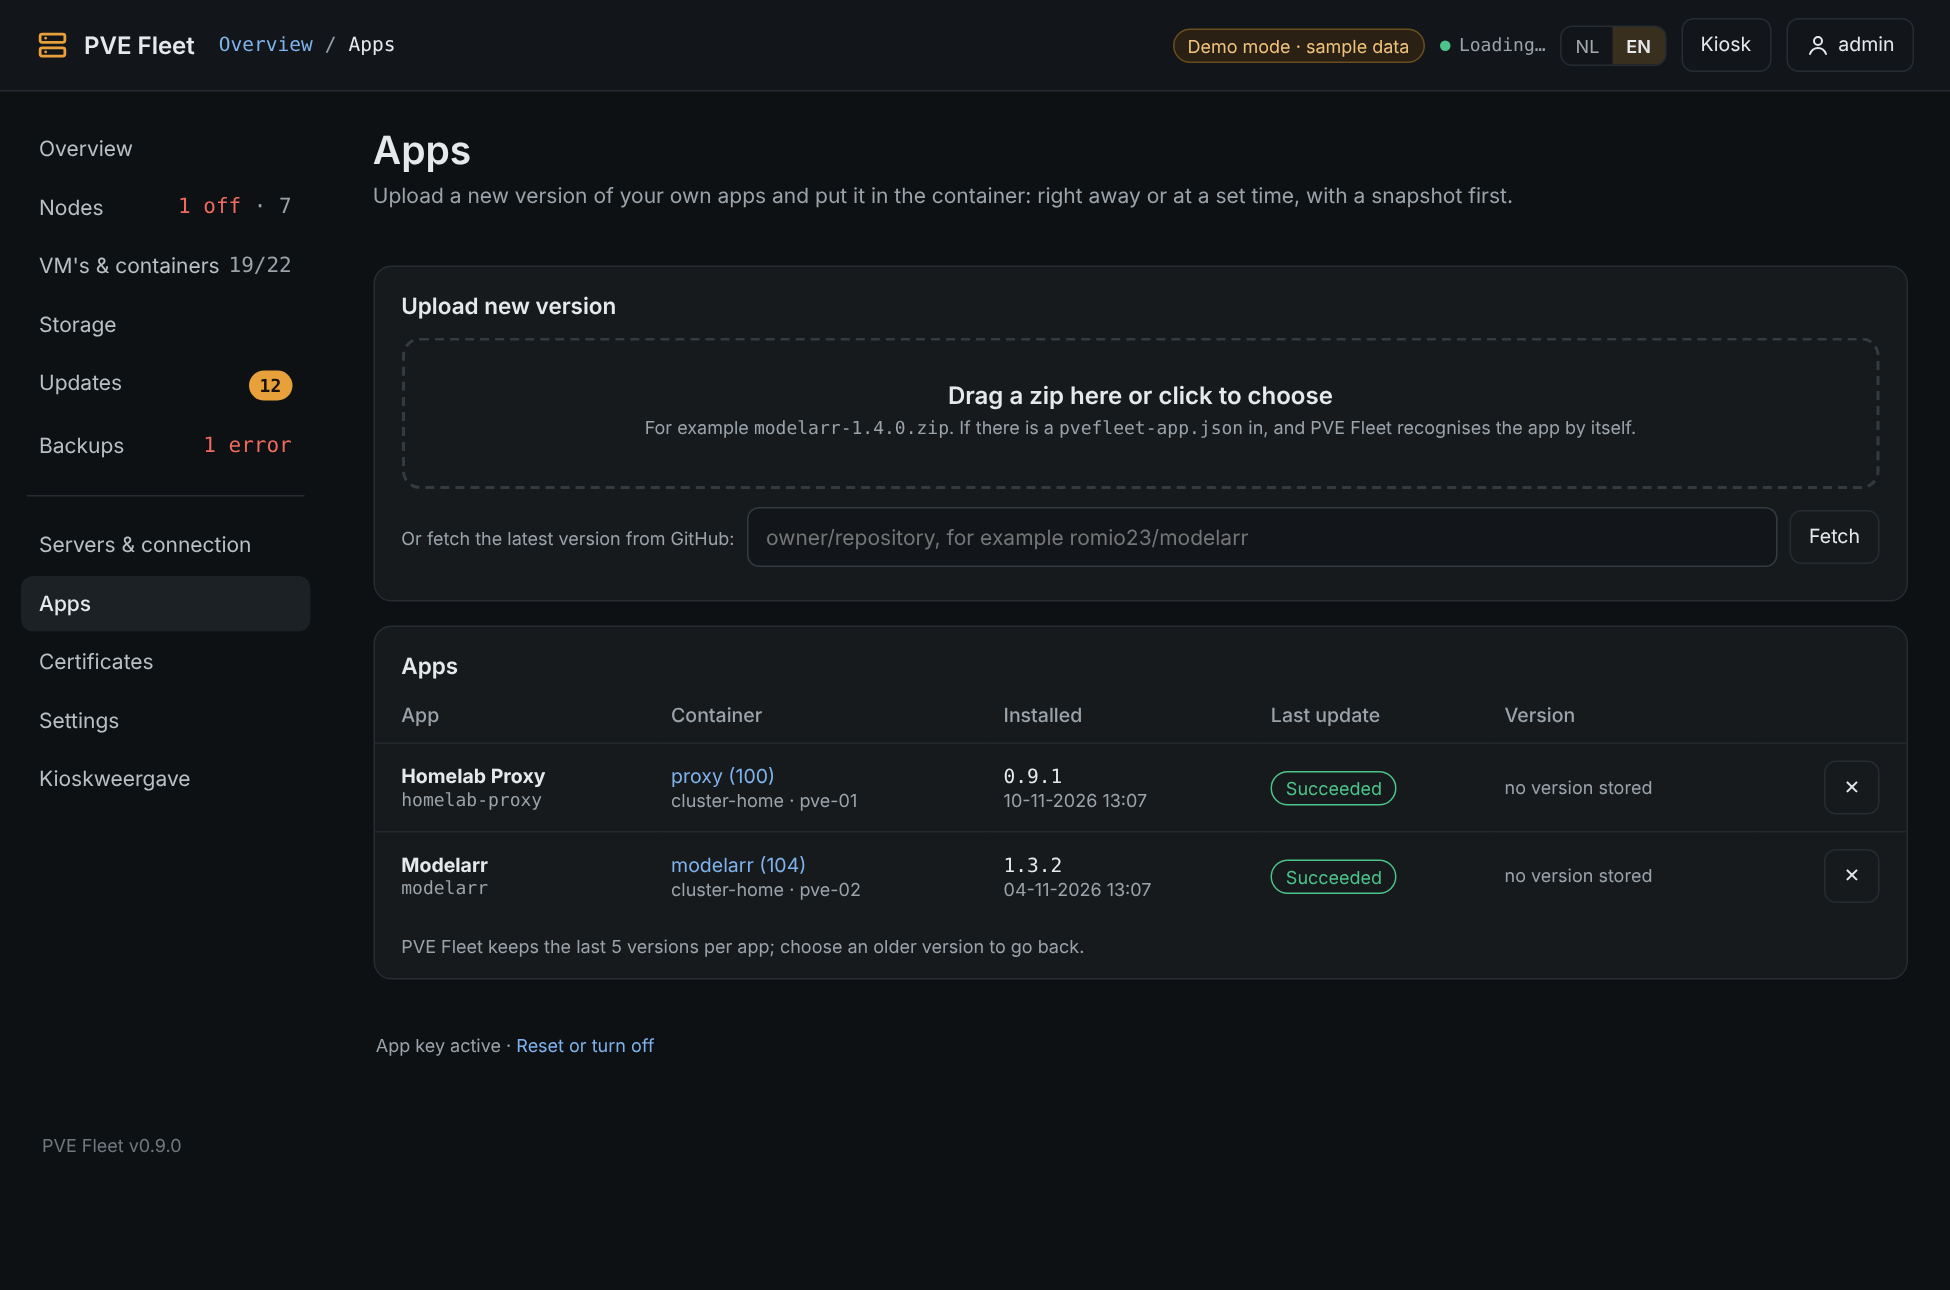 PVE Fleet
Overview / Apps
Demo mode · sample data
Loading…
NL EN
Kiosk
admin
Overview
Nodes 1 off · 7
VM's & containers 19/22
Storage
Updates 12
Backups 1 error
Servers & connection
Apps
Certificates
Settings
Kioskweergave
PVE Fleet v0.9.0
Apps
Upload a new version of your own apps and put it in the container: right away or at a set time, with a snapshot first.
Upload new version
Drag a zip here or click to choose
For example modelarr-1.4.0.zip. If there is a pvefleet-app.json in, and PVE Fleet recognises the app by itself.
Or fetch the latest version from GitHub: owner/repository, for example romio23/modelarr Fetch
Apps
App Container Installed Last update Version
Homelab Proxy proxy (100) 0.9.1 Succeeded no version stored ×
homelab-proxy cluster-home · pve-01 10-11-2026 13:07
Modelarr modelarr (104) 1.3.2 Succeeded no version stored ×
modelarr cluster-home · pve-02 04-11-2026 13:07
PVE Fleet keeps the last 5 versions per app; choose an older version to go back.
App key active · Reset or turn off